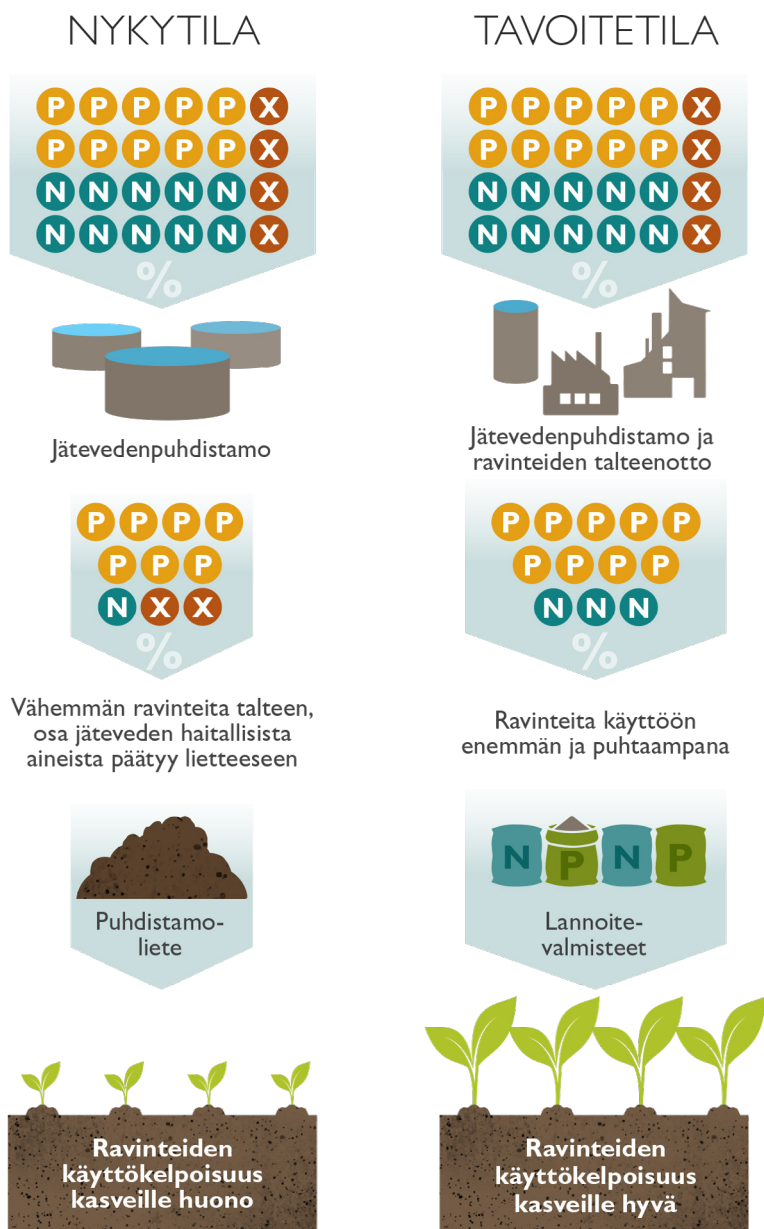 NYKYTILA
P P P P P X
P P P P P X
N N N N N X
N N N N N X
%
Jätevedenpuhdistamo
P P P P
P P P
N X X
%
Vähemmän ravinteita talteen,
osa jäteveden haitallisista
aineista päätyy lietteeseen
Puhdistamo-
liete
Ravinteiden
käyttökelpoisuus
kasveille huono
TAVOITETILA
P P P P P X
P P P P P X
N N N N N X
N N N N N X
%
Jätevedenpuhdistamo ja
ravinteiden talteenotto
P P P P P
P P P P
N N N
%
Ravinteita käyttöön
enemmän ja puhtaampana
N P N P
Lannoite-
valmisteet
Ravinteiden
käyttökelpoisuus
kasveille hyvä